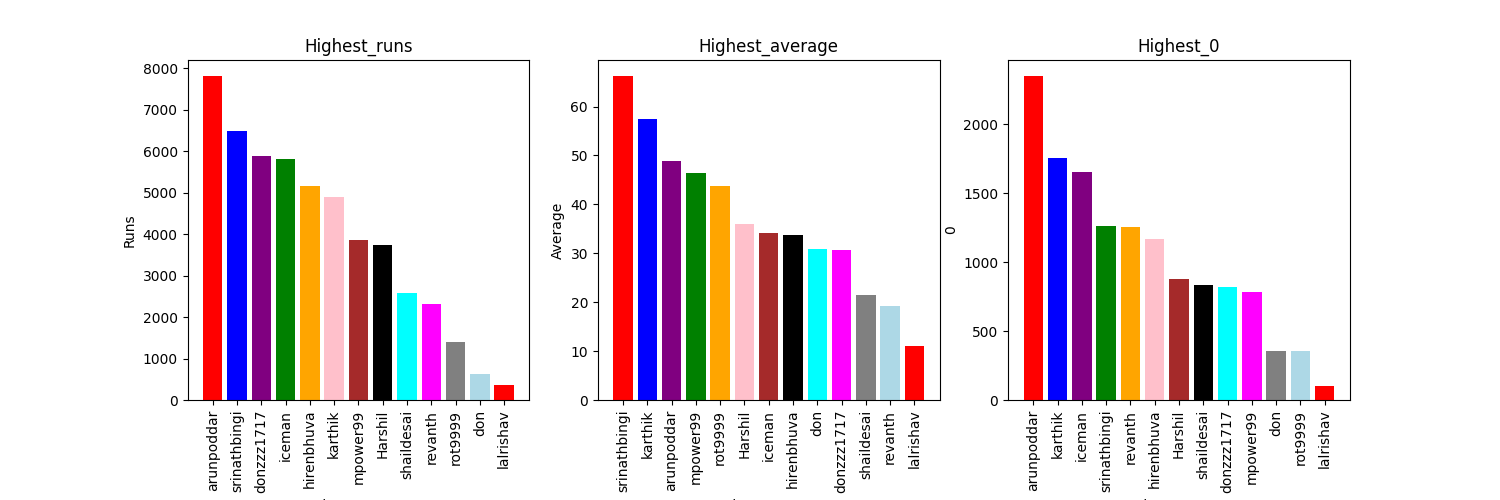 Highest_runs
Runs
8000
7000
6000
5000
4000
3000
2000
1000
0
arunpoddar
srinathbingi
donzzz1717
iceman
hirenbhuva
karthik
mpower99
Harshil
shaildesai
revanth
rot9999
don
lalrishav
Highest_average
Average
60
50
40
30
20
10
0
srinathbingi
karthik
arunpoddar
mpower99
rot9999
Harshil
iceman
hirenbhuva
don
donzzz1717
shaildesai
revanth
lalrishav
Highest_0
0
2000
1500
1000
500
0
arunpoddar
karthik
iceman
srinathbingi
revanth
hirenbhuva
Harshil
shaildesai
donzzz1717
mpower99
don
rot9999
lalrishav